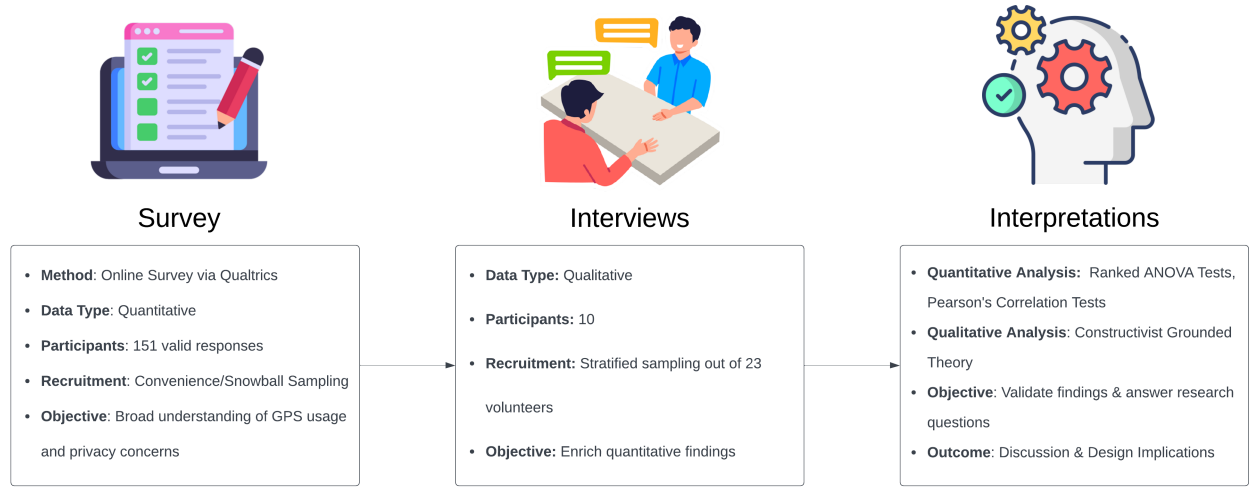 Survey
• Method: Online Survey via Qualtrics
• Data Type: Quantitative
• Participants: 151 valid responses
• Recruitment: Convenience/Snowball Sampling
• Objective: Broad understanding of GPS usage
and privacy concerns
Interviews
• Data Type: Qualitative
• Participants: 10
• Recruitment: Stratified sampling out of 23
volunteers
• Objective: Enrich quantitative findings
Interpretations
• Quantitative Analysis: Ranked ANOVA Tests,
Pearson's Correlation Tests
• Qualitative Analysis: Constructivist Grounded
Theory
• Objective: Validate findings & answer research
questions
• Outcome: Discussion & Design Implications